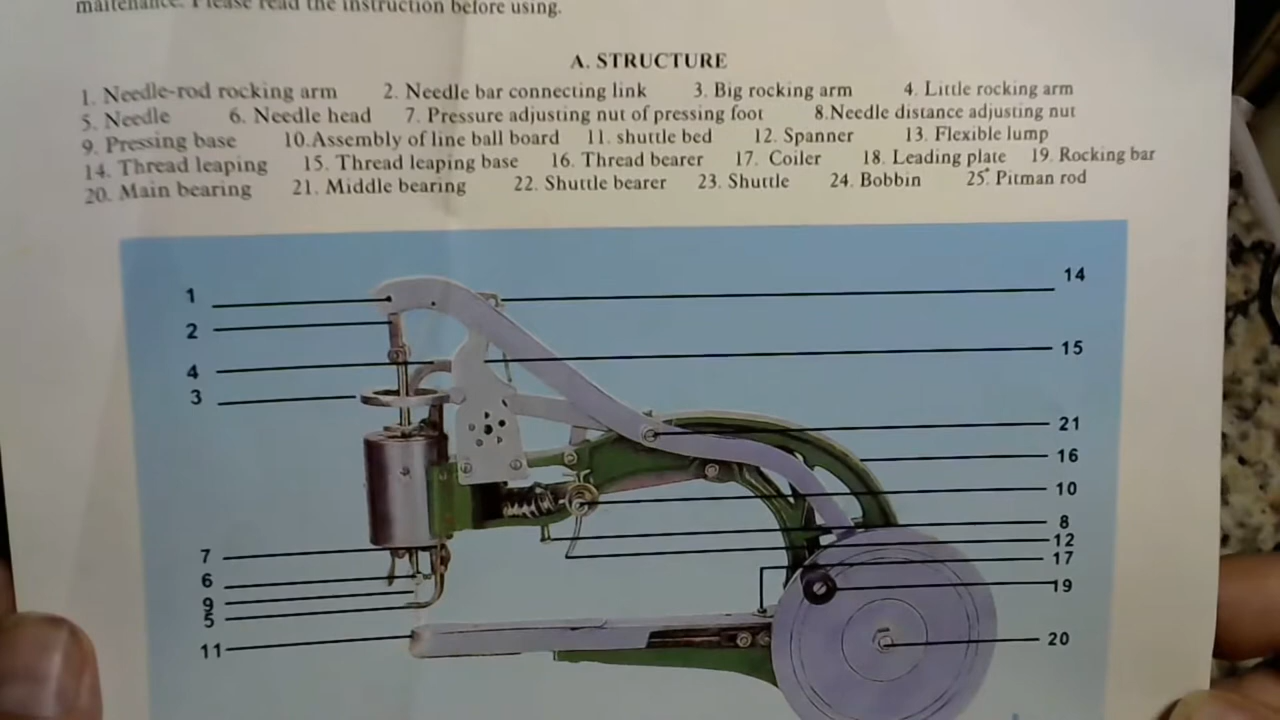 maitenance. Please read the instruction before using.
A. STRUCTURE
1. Needle-rod rocking arm 2. Needle bar connecting link 3. Big rocking arm 4. Little rocking arm
5. Needle 6. Needle head 7. Pressure adjusting nut of pressing foot 8.Needle distance adjusting nut
9. Pressing base 10.Assembly of line ball board 11. shuttle bed 12. Spanner 13. Flexible lump
14. Thread leaping 15. Thread leaping base 16. Thread bearer 17. Coiler 18. Leading plate 19. Rocking bar
20. Main bearing 21. Middle bearing 22. Shuttle bearer 23. Shuttle 24. Bobbin 25. Pitman rod
1 14
2
4 15
3
21
16
10
8
7 12
6 17
9 19
5
11 20